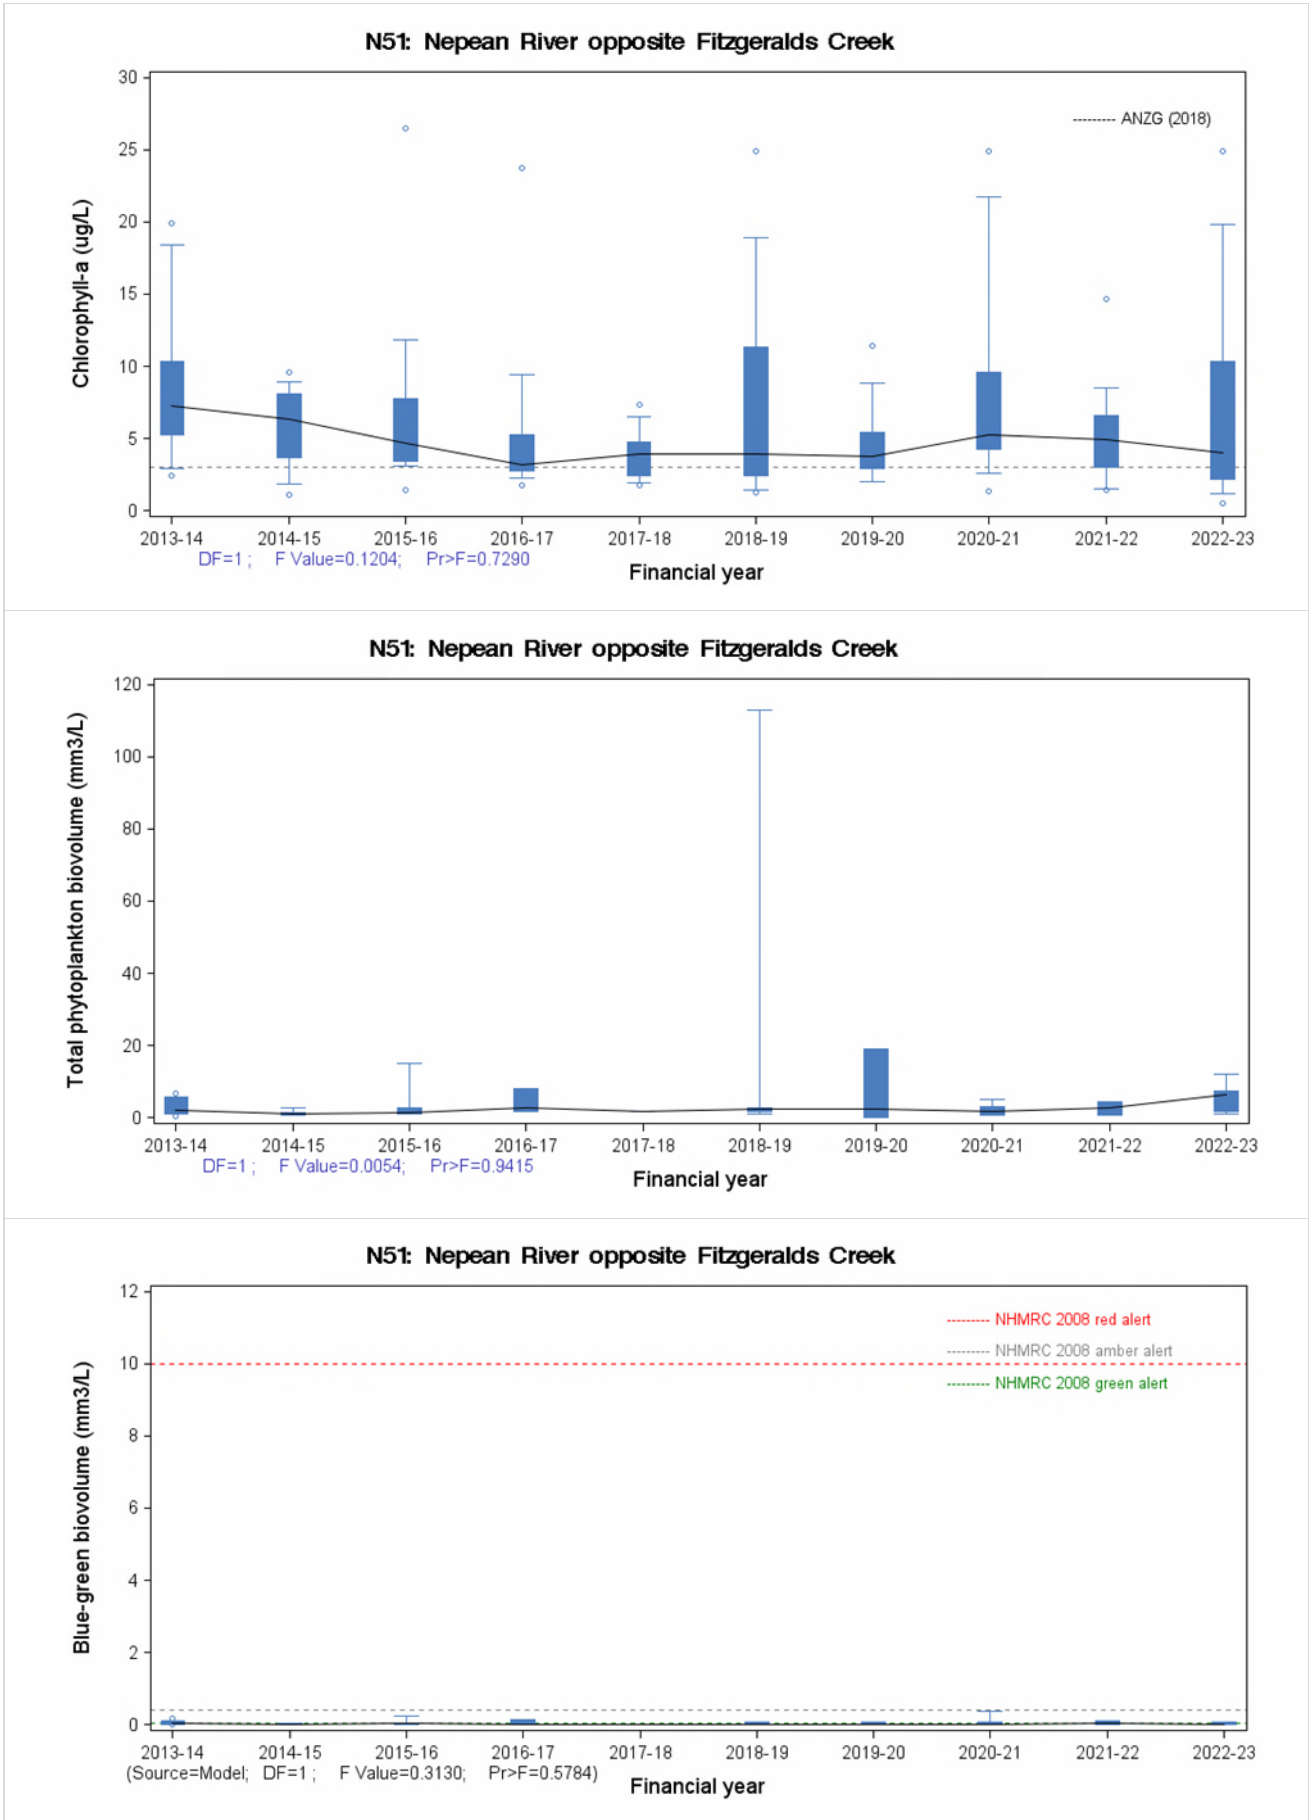 N51: Nepean River opposite Fitzgeralds Creek
30
--------- ANZG (2018)
25
20
15
10
5
0
Chlorophyll-a (ug/L)
2013-14 2014-15 2015-16 2016-17 2017-18 2018-19 2019-20 2020-21 2021-22 2022-23
DF=1 ; F Value=0.1204; Pr>F=0.7290
Financial year
N51: Nepean River opposite Fitzgeralds Creek
120
100
80
60
40
20
0
Total phytoplankton biovolume (mm3/L)
2013-14 2014-15 2015-16 2016-17 2017-18 2018-19 2019-20 2020-21 2021-22 2022-23
DF=1 ; F Value=0.0054; Pr>F=0.9415
Financial year
N51: Nepean River opposite Fitzgeralds Creek
12
--------- NHMRC 2008 red alert
--------- NHMRC 2008 amber alert
10
--------- NHMRC 2008 green alert
8
6
4
2
0
Blue-green biovolume (mm3/L)
2013-14 2014-15 2015-16 2016-17 2017-18 2018-19 2019-20 2020-21 2021-22 2022-23
(Source=Model; DF=1 ; F Value=0.3130; Pr>F=0.5784)
Financial year